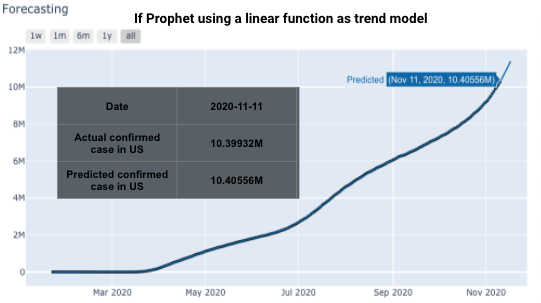 Forecasting
If Prophet using a linear function as trend model
1w 1m 6m 1y all
12M
10M
8M
6M
4M
2M
0
Predicted (Nov 11, 2020, 10.40556M)
Date 2020-11-11
Actual confirmed
case in US
10.39932M
Predicted confirmed
case in US
10.40556M
Mar 2020 May 2020 Jul 2020 Sep 2020 Nov 2020